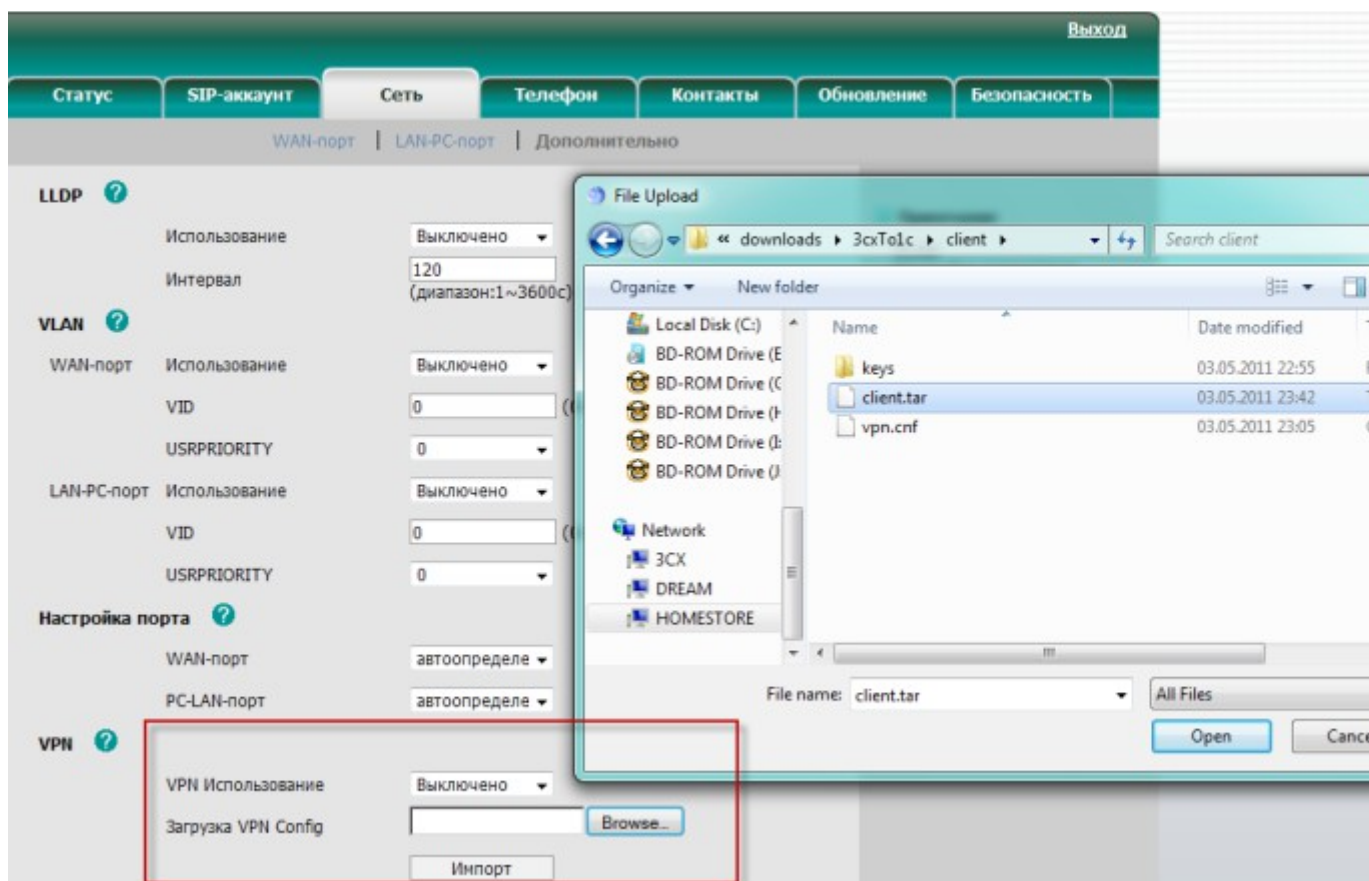 Выход
Статус SIP-аккаунт Сеть Телефон Контакты Обновление Безопасность
WAN-порт | LAN-PC-порт | Дополнительно
LLDP ?
Использование Выключено
Интервал 120
(диапазон:1~3600с)
VLAN ?
WAN-порт Использование Выключено
VID 0
USRPRIORITY 0
LAN-PC-порт Использование Выключено
VID 0
USRPRIORITY 0
Настройка порта ?
WAN-порт автоопределе
PC-LAN-порт автоопределе
VPN ?
VPN Использование Выключено
Загрузка VPN Config Browse...
Импорт
File Upload
« downloads 3cxTo1c client Search client
Organize New folder
Local Disk (C:)
BD-ROM Drive (E
BD-ROM Drive (G
BD-ROM Drive (H
BD-ROM Drive (I:
BD-ROM Drive (J
Network
3CX
DREAM
HOMESTORE
Name Date modified
keys 03.05.2011 22:55
client.tar 03.05.2011 23:42
vpn.cnf 03.05.2011 23:05
File name: client.tar All Files
Open Cance